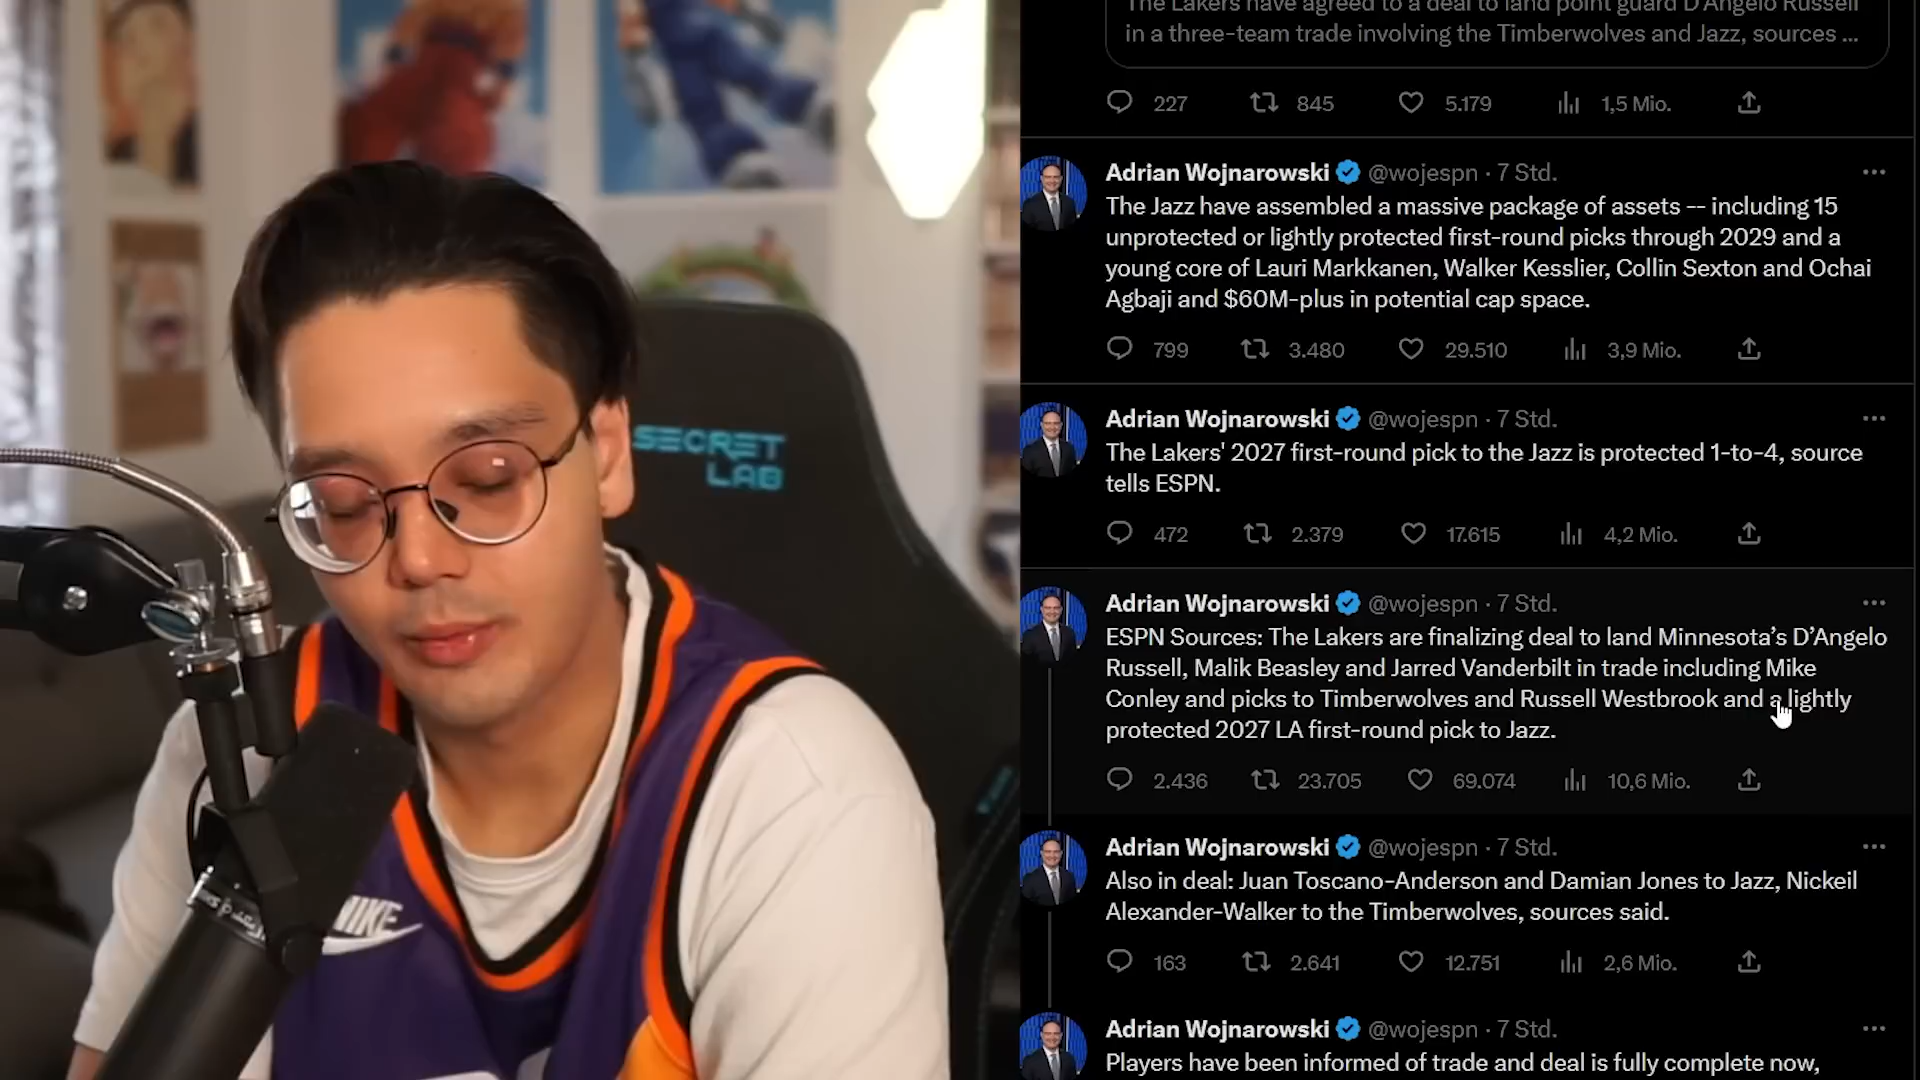 The Lakers have agreed to a deal to land point guard D'Angelo Russell
in a three-team trade involving the Timberwolves and Jazz, sources ...
227 845 5.179 1,5 Mio.
Adrian Wojnarowski @wojespn · 7 Std.
The Jazz have assembled a massive package of assets -- including 15
unprotected or lightly protected first-round picks through 2029 and a
young core of Lauri Markkanen, Walker Kesslier, Collin Sexton and Ochai
Agbaji and $60M-plus in potential cap space.
799 3.480 29.510 3,9 Mio.
Adrian Wojnarowski @wojespn · 7 Std.
The Lakers' 2027 first-round pick to the Jazz is protected 1-to-4, source
tells ESPN.
472 2.379 17.615 4,2 Mio.
Adrian Wojnarowski @wojespn · 7 Std.
ESPN Sources: The Lakers are finalizing deal to land Minnesota’s D’Angelo
Russell, Malik Beasley and Jarred Vanderbilt in trade including Mike
Conley and picks to Timberwolves and Russell Westbrook and a lightly
protected 2027 LA first-round pick to Jazz.
2.436 23.705 69.074 10,6 Mio.
Adrian Wojnarowski @wojespn · 7 Std.
Also in deal: Juan Toscano-Anderson and Damian Jones to Jazz, Nickeil
Alexander-Walker to the Timberwolves, sources said.
163 2.641 12.751 2,6 Mio.
Adrian Wojnarowski @wojespn · 7 Std.
Players have been informed of trade and deal is fully complete now,
SECRET
LAB
NIKE